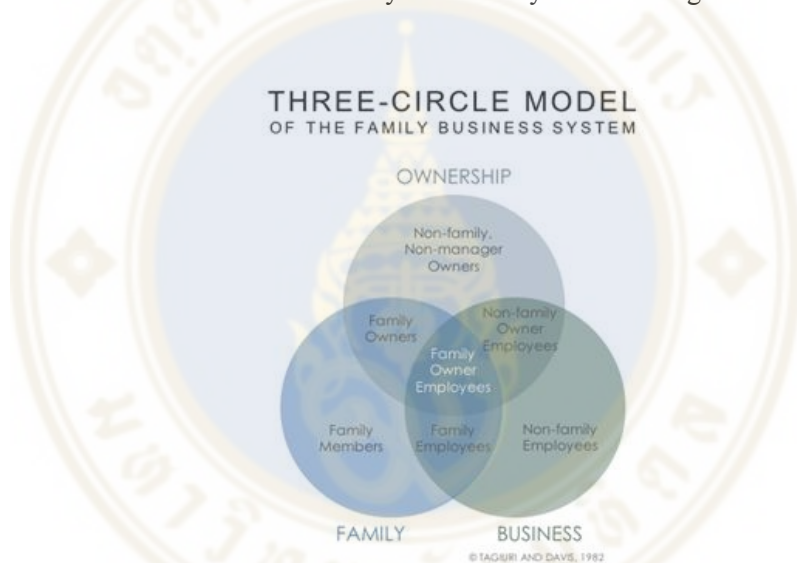 THREE-CIRCLE MODEL
OF THE FAMILY BUSINESS SYSTEM
OWNERSHIP
Non-family,
Non-manager
Owners
Family
Owners
Non-family
Owner
Employees
Family
Owner
Employees
Family
Members
Family
Employees
Non-family
Employees
FAMILY
BUSINESS
©TAGIURI AND DAVIS, 1982